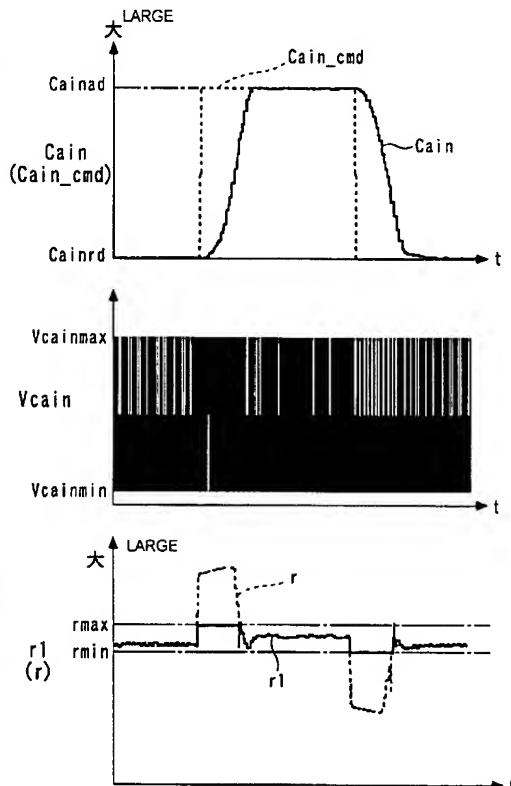 大 LARGE
Cain_cmd
Cainad
Cain
(Cain_cmd)
Cain
Cainrd
t
Vcainmax
Vcain
Vcainmin
t
大 LARGE
r
rmax
r1
(r)
rmin
r1